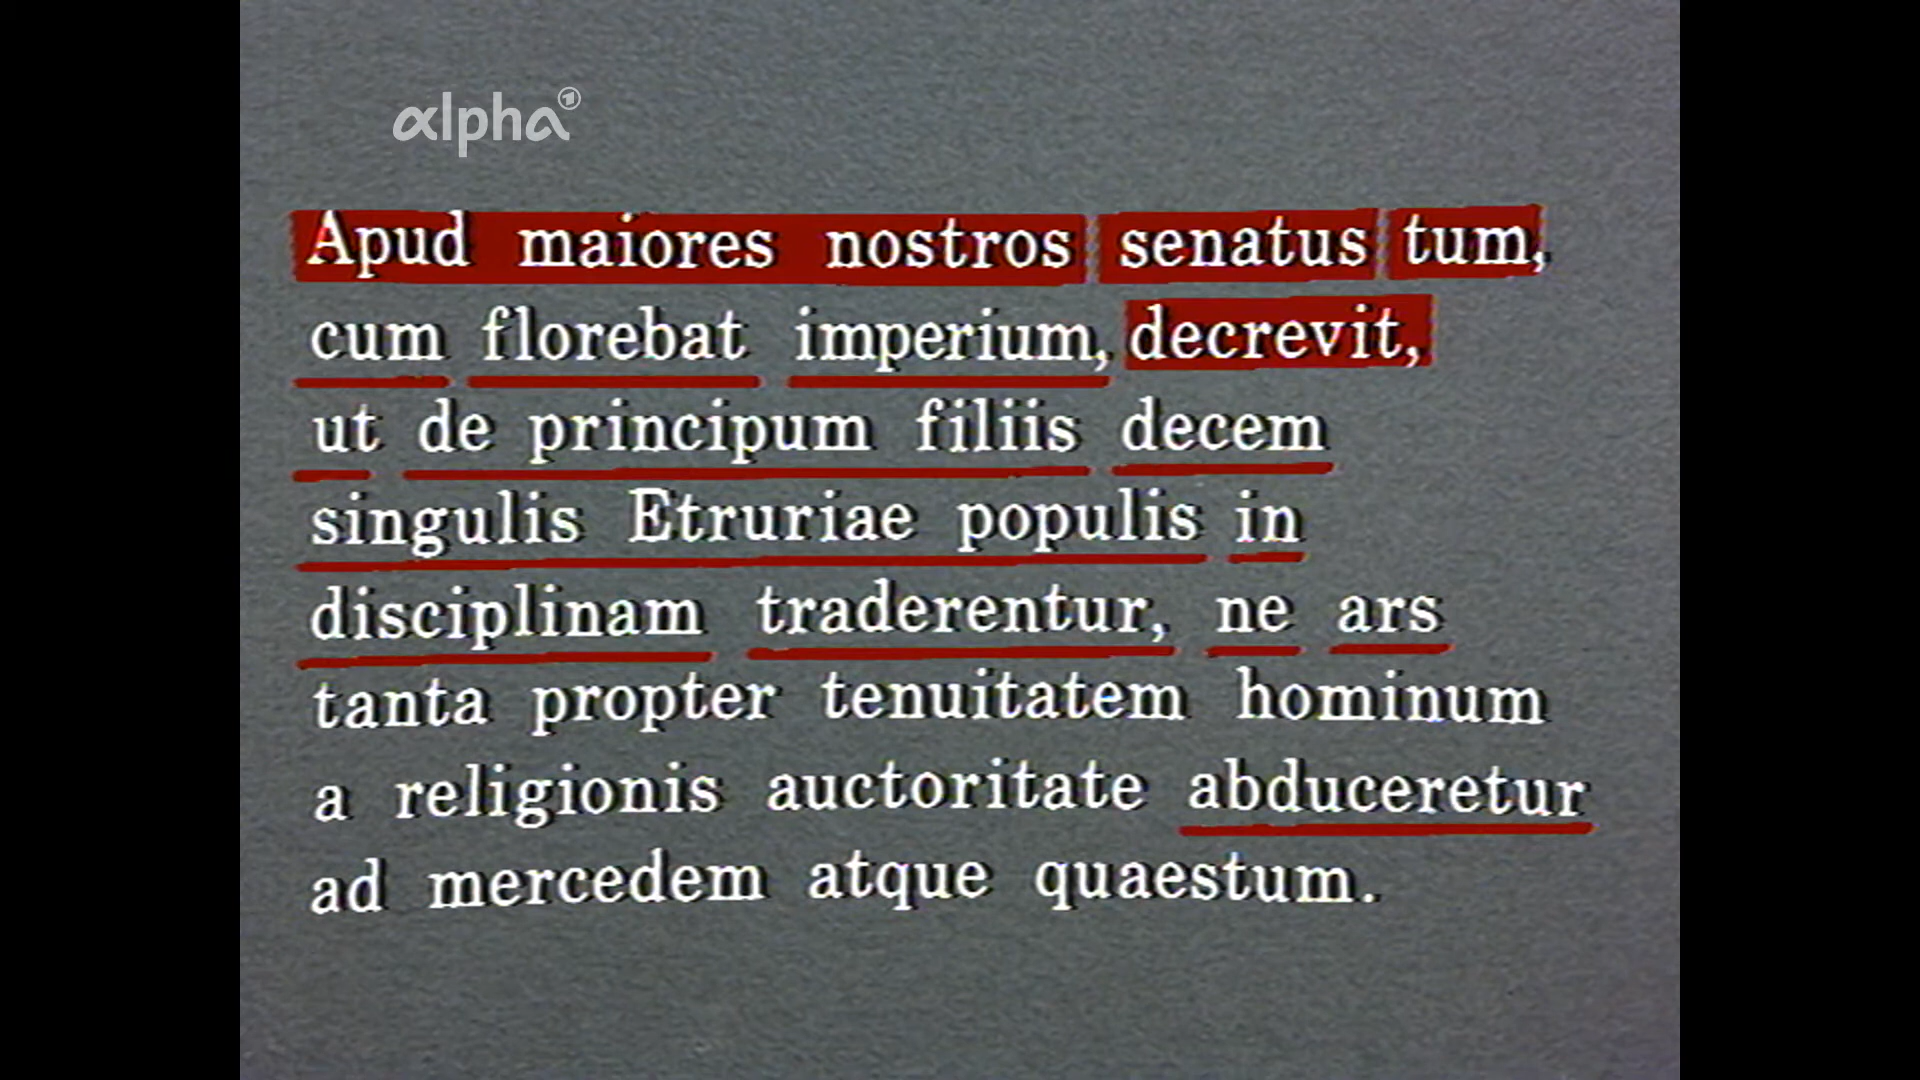 alpha
Apud maiores nostros senatus tum,
cum florebat imperium, decrevit,
ut de principum filiis decem
singulis Etruriae populis in
disciplinam traderentur, ne ars
tanta propter tenuitatem hominum
a religionis auctoritate abduceretur
ad mercedem atque quaestum.